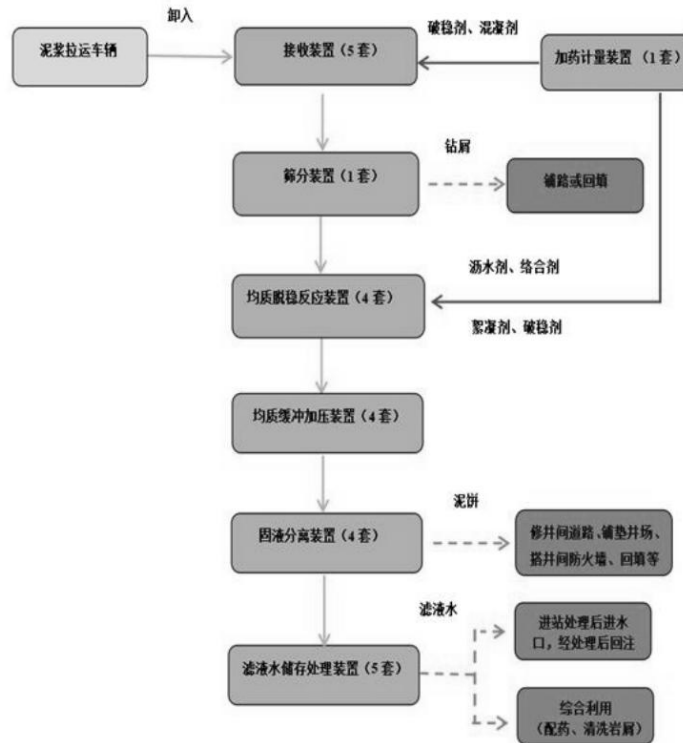 卸入
泥浆拉运车辆
接收装置（5 套）
破稳剂、混凝剂
加药计量装置 （1 套）
筛分装置（1 套）
钻屑
铺路或回填
均质脱稳反应装置（4 套）
沥水剂、络合剂
絮凝剂、破稳剂
均质缓冲加压装置（4 套）
固液分离装置（4 套）
泥饼
修井间道路、铺垫井场、
搭井间防火墙、回填等
滤液水储存处理装置（5 套）
滤液水
进站处理后进水
口，经处理后回注
综合利用
（配药、清洗岩屑）